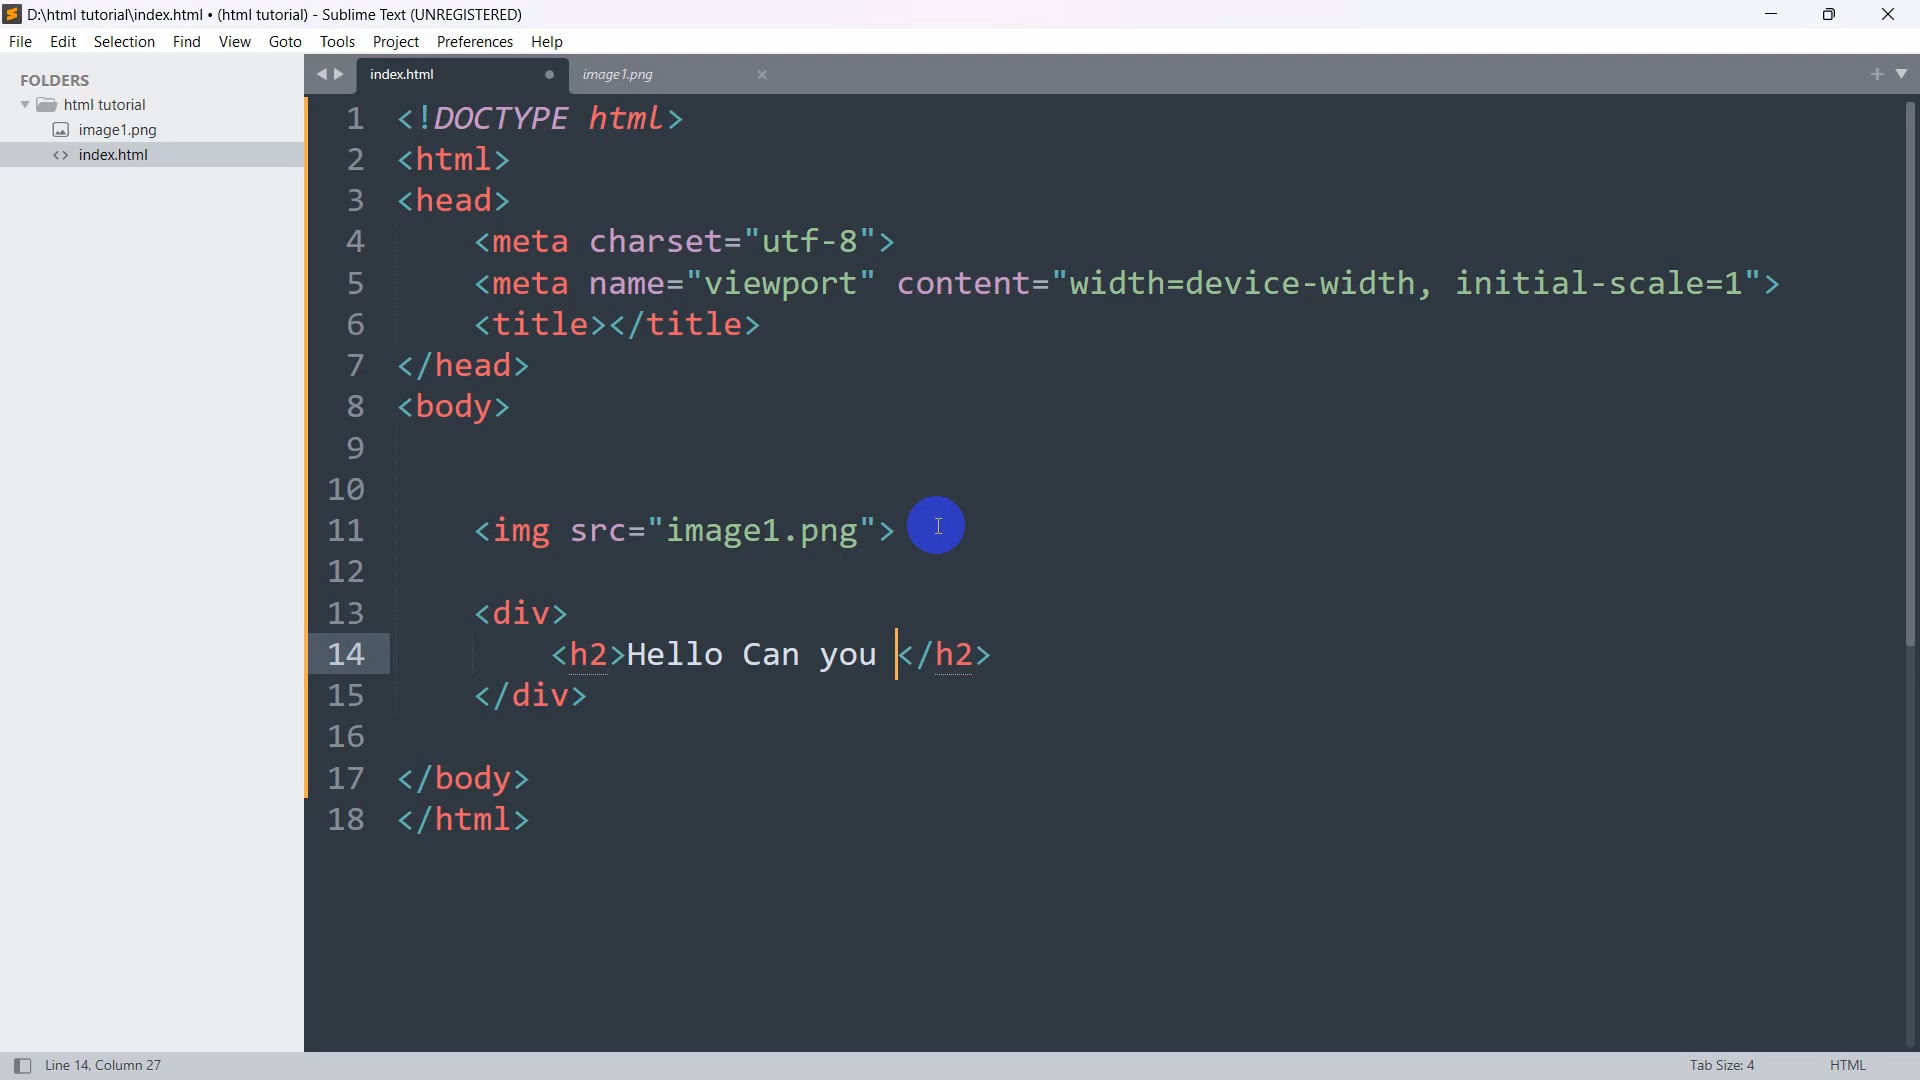 D:\html tutorial\index.html • (html tutorial) - Sublime Text (UNREGISTERED)
File Edit Selection Find View Goto Tools Project Preferences Help
FOLDERS
html tutorial
image1.png
index.html
index.html image1.png
1 <!DOCTYPE html>
2 <html>
3 <head>
4 <meta charset="utf-8">
5 <meta name="viewport" content="width=device-width, initial-scale=1">
6 <title></title>
7 </head>
8 <body>
9
10
11 <img src="image1.png">
12
13 <div>
14 <h2>Hello Can you </h2>
15 </div>
16
17 </body>
18 </html>
Line 14, Column 27 Tab Size: 4 HTML